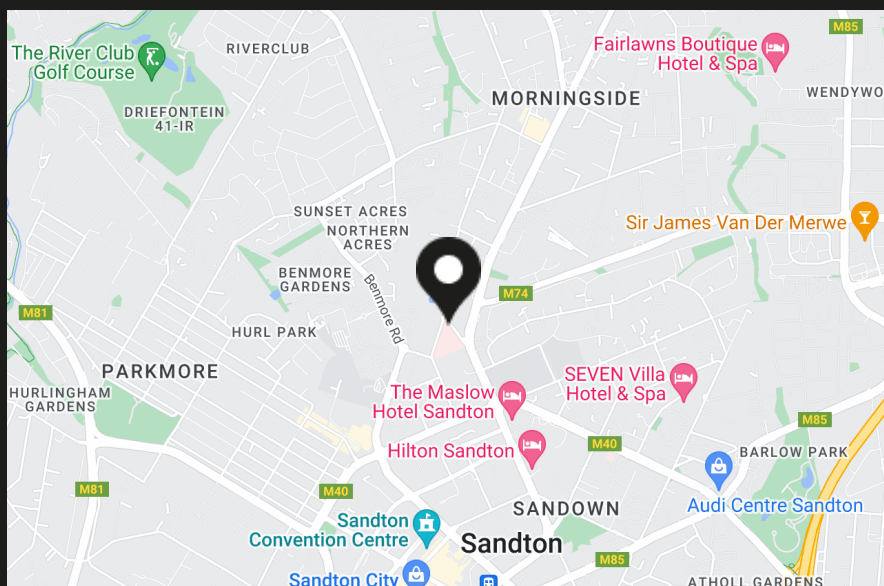 M85
The River Club
Golf Course
RIVERCLUB
Fairlawns Boutique
Hotel & Spa
MORNINGSIDE
WENDYWO
DRIEFONTEIN
41-IR
SUNSET ACRES
NORTHERN
ACRES
Sir James Van Der Merwe
BENMORE
GARDENS
Benmore Rd
M74
M81
HURL PARK
PARKMORE
HURLINGHAM
GARDENS
The Maslow
Hotel Sandton
SEVEN Villa
Hotel & Spa
M85
Hilton Sandton
M40
BARLOW PARK
M81
M40
Audi Centre Sandton
SANDOWN
Sandton
Convention Centre
Sandton
M85
Sandton City
ATHOLL GARDENS